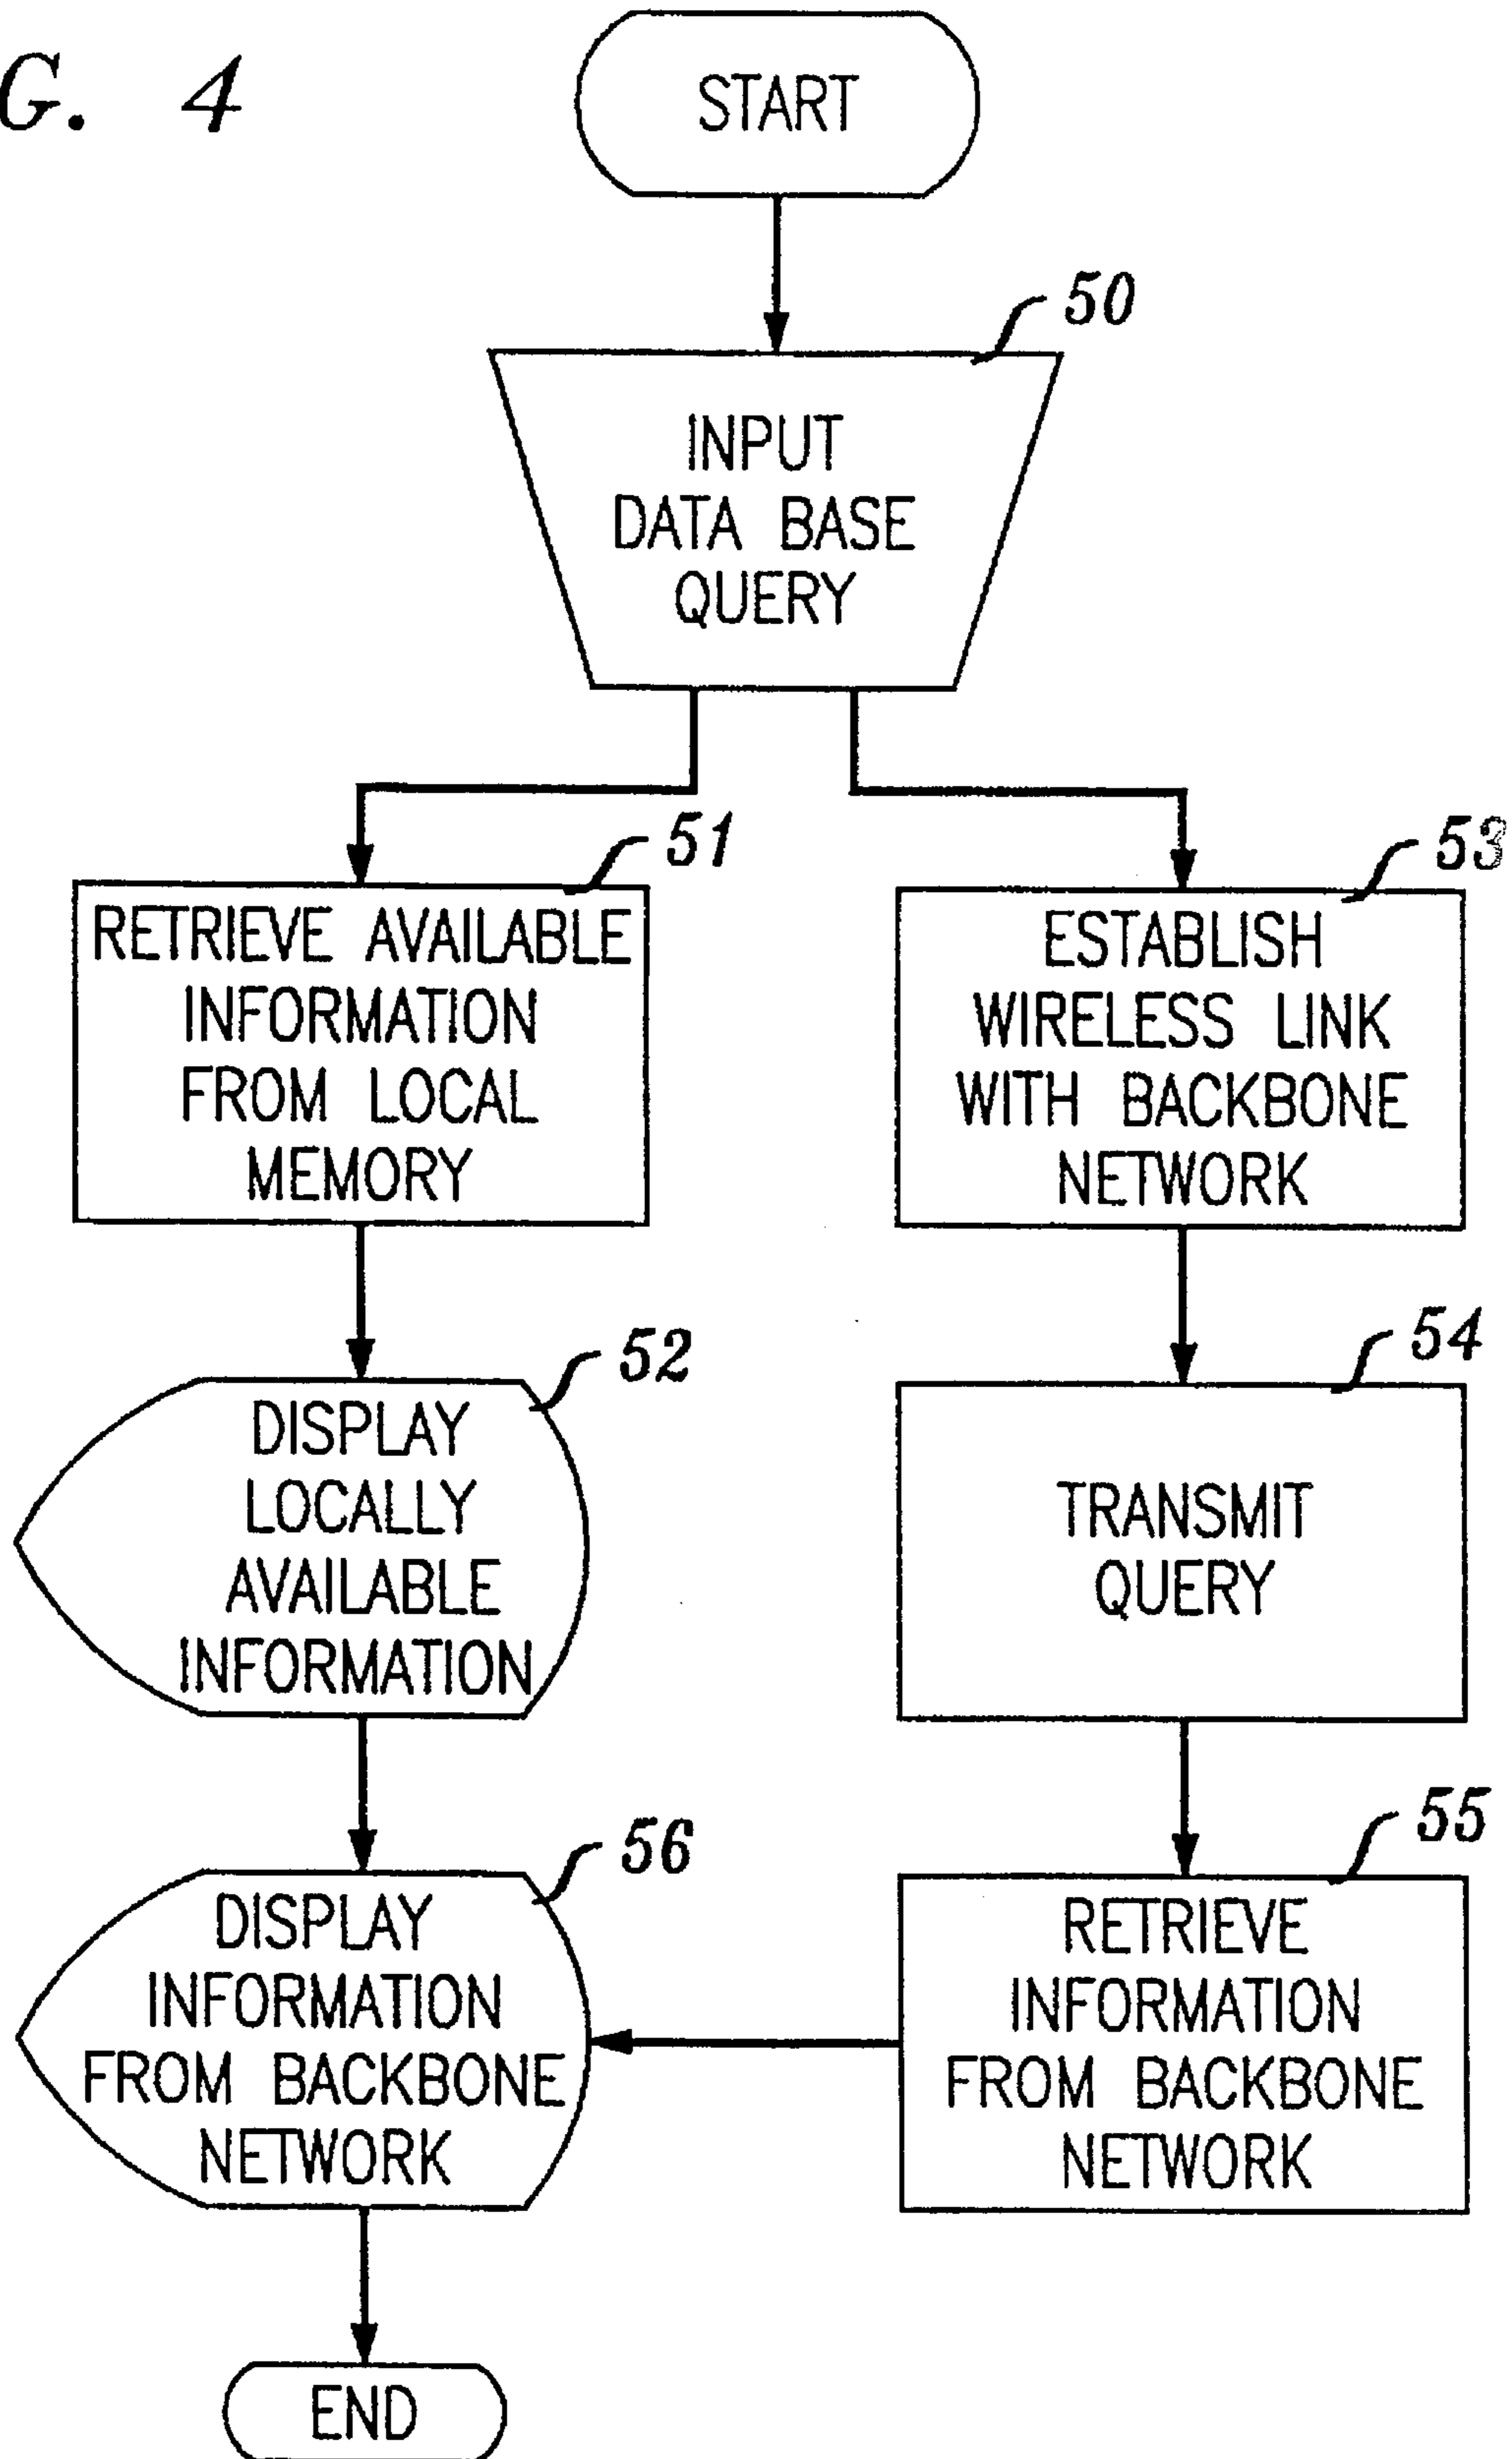 G. 4
START
50
INPUT
DATA BASE
QUERY
51
RETRIEVE AVAILABLE
INFORMATION
FROM LOCAL
MEMORY
53
ESTABLISH
WIRELESS LINK
WITH BACKBONE
NETWORK
52
DISPLAY
LOCALLY
AVAILABLE
INFORMATION
54
TRANSMIT
QUERY
56
DISPLAY
INFORMATION
FROM BACKBONE
NETWORK
55
RETRIEVE
INFORMATION
FROM BACKBONE
NETWORK
END